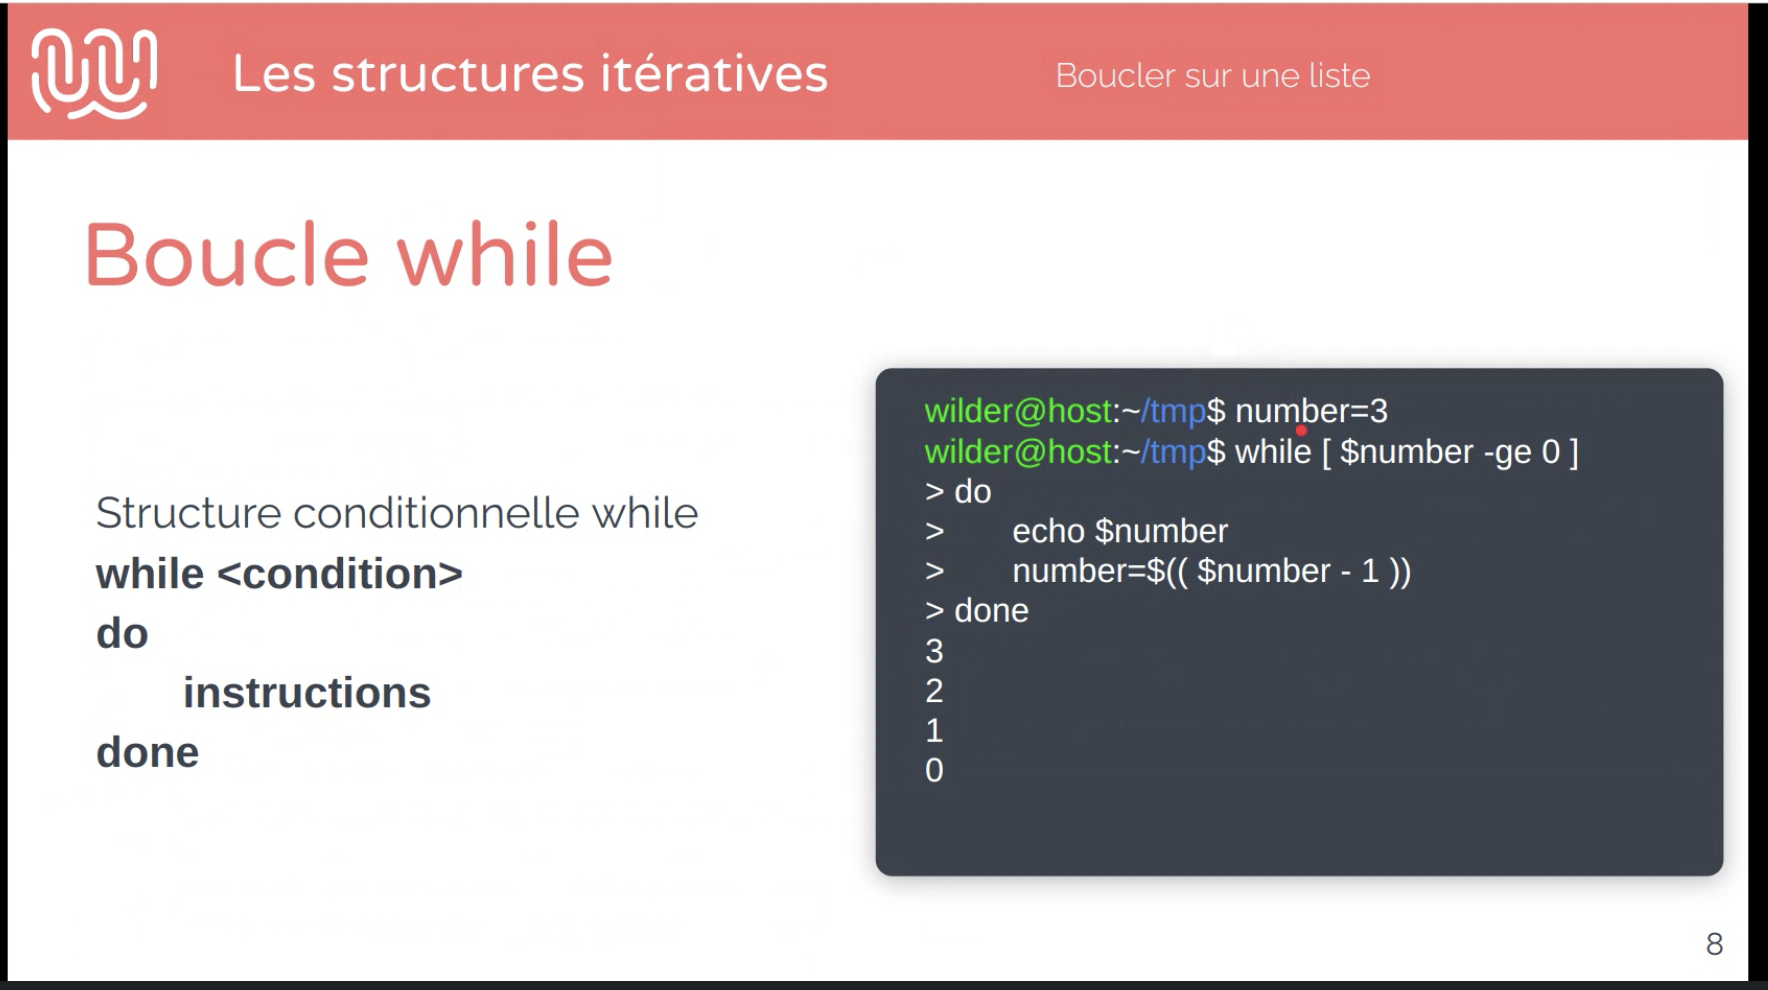 Les structures itératives
Boucler sur une liste
Boucle while
Structure conditionnelle while
while <condition>
do
instructions
done
wilder@host:~/tmp$ number=3
wilder@host:~/tmp$ while [ $number -ge 0 ]
> do
>       echo $number
>       number=$(( $number - 1 ))
> done
3
2
1
0
8